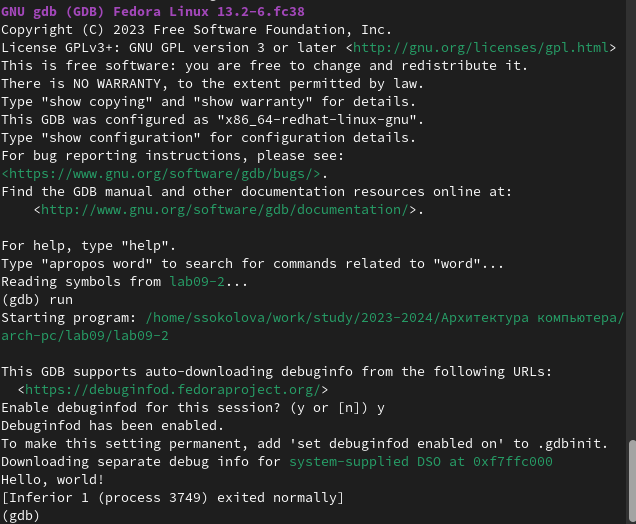 GNU gdb (GDB) Fedora Linux 13.2-6.fc38
Copyright (C) 2023 Free Software Foundation, Inc.
License GPLv3+: GNU GPL version 3 or later <http://gnu.org/licenses/gpl.html>
This is free software: you are free to change and redistribute it.
There is NO WARRANTY, to the extent permitted by law.
Type "show copying" and "show warranty" for details.
This GDB was configured as "x86_64-redhat-linux-gnu".
Type "show configuration" for configuration details.
For bug reporting instructions, please see:
<https://www.gnu.org/software/gdb/bugs/>.
Find the GDB manual and other documentation resources online at:
    <http://www.gnu.org/software/gdb/documentation/>.

For help, type "help".
Type "apropos word" to search for commands related to "word"...
Reading symbols from lab09-2...
(gdb) run
Starting program: /home/ssokolova/work/study/2023-2024/Архитектура компьютера/
arch-pc/lab09/lab09-2

This GDB supports auto-downloading debuginfo from the following URLs:
  <https://debuginfod.fedoraproject.org/>
Enable debuginfod for this session? (y or [n]) y
Debuginfod has been enabled.
To make this setting permanent, add 'set debuginfod enabled on' to .gdbinit.
Downloading separate debug info for system-supplied DSO at 0xf7ffc000
Hello, world!
[Inferior 1 (process 3749) exited normally]
(gdb)